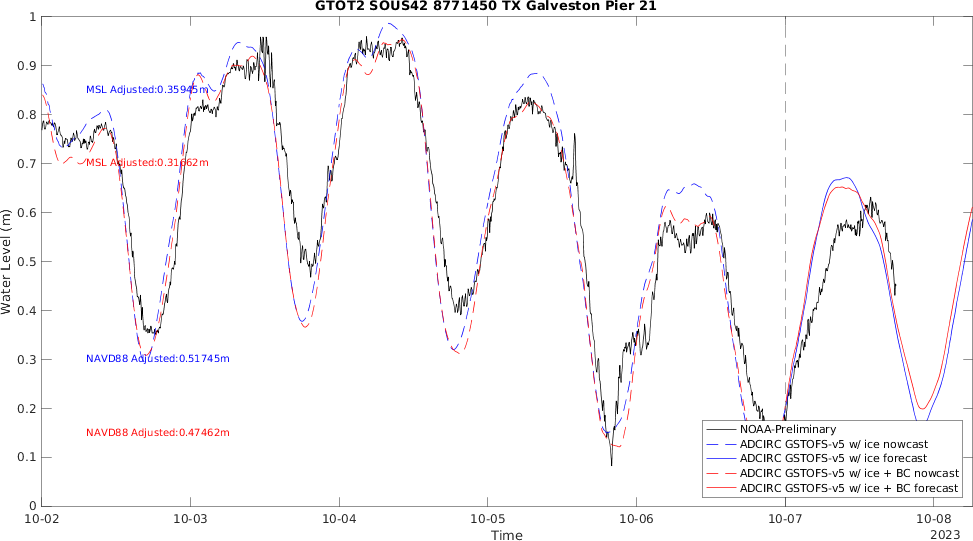 GTOT2 SOUS42 8771450 TX Galveston Pier 21
Water Level (m)
1
0.9
0.8
0.7
0.6
0.5
0.4
0.3
0.2
0.1
0
MSL Adjusted:0.35945m
MSL Adjusted:0.31662m
NAVD88 Adjusted:0.51745m
NAVD88 Adjusted:0.47462m
NOAA-Preliminary
ADCIRC GSTOFS-v5 w/ ice nowcast
ADCIRC GSTOFS-v5 w/ ice forecast
ADCIRC GSTOFS-v5 w/ ice + BC nowcast
ADCIRC GSTOFS-v5 w/ ice + BC forecast
10-02 10-03 10-04 10-05 10-06 10-07 10-08
Time
2023